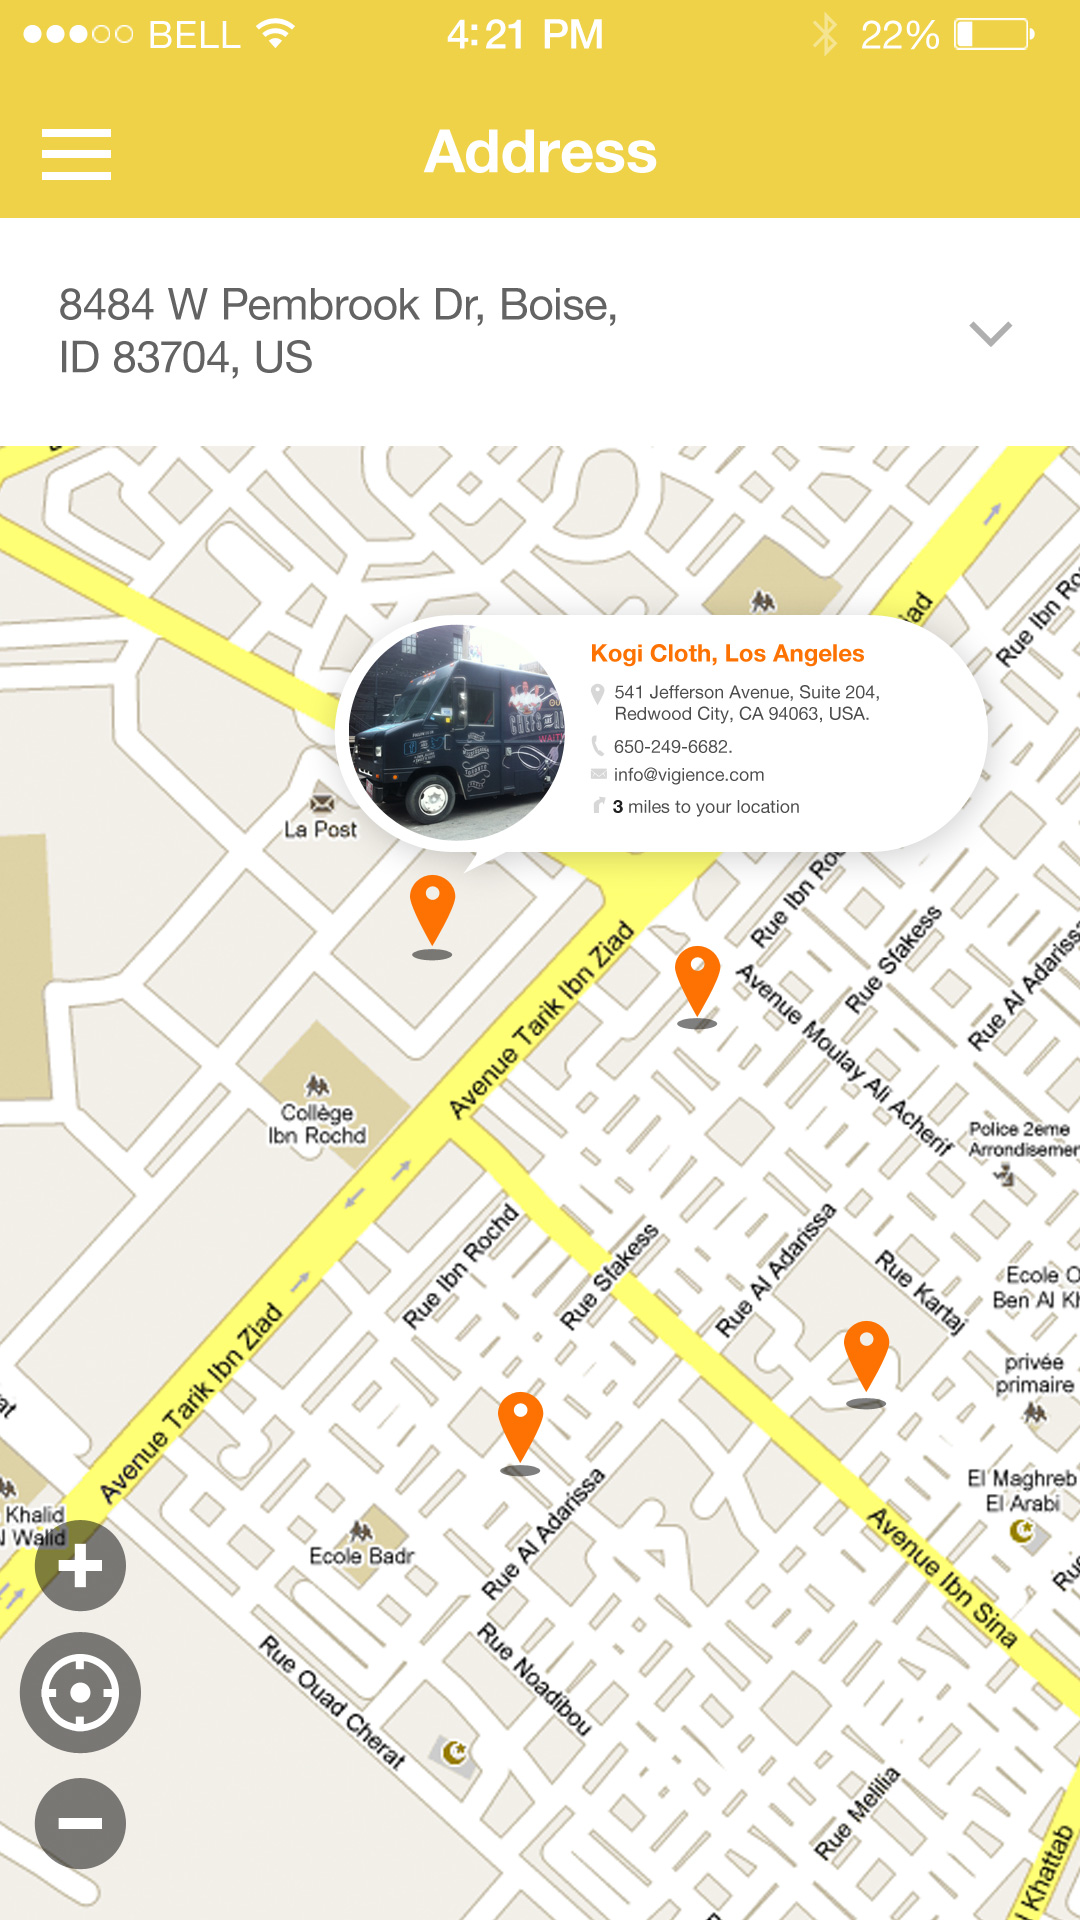 BELL
4:21 PM
22%
Address
8484 W Pembrook Dr, Boise,
ID 83704, US
Rue Ibn Ro
iad
Kogi Cloth, Los Angeles
541 Jefferson Avenue, Suite 204,
Redwood City, CA 94063, USA.
650-249-6682.
info@vigience.com
3 miles to your location
La Post
Rue Ibn Ro
Rue Sfakess
Rue Al Adariss
Avenue Tarik Ibn Ziad
Avenue Moulay Ali Acherif
Collège
Ibn Rochd
Police 2eme
Arrondisemen
Rue Ibn Rochd
Rue Sfakess
Rue Al Adarissa
Rue Kartaj
Ecole O
Ben Al Kh
privée
primaire
Avenue Tarik Ibn Ziad
at
El Maghreb
El Arabi
Khalid
l Walid
Ecole Badr
Rue Al Adarissa
Avenue Ibn Sina
Rue
Rue Ouad Cherat
Rue Noadibou
Rue Melilia
Khattab